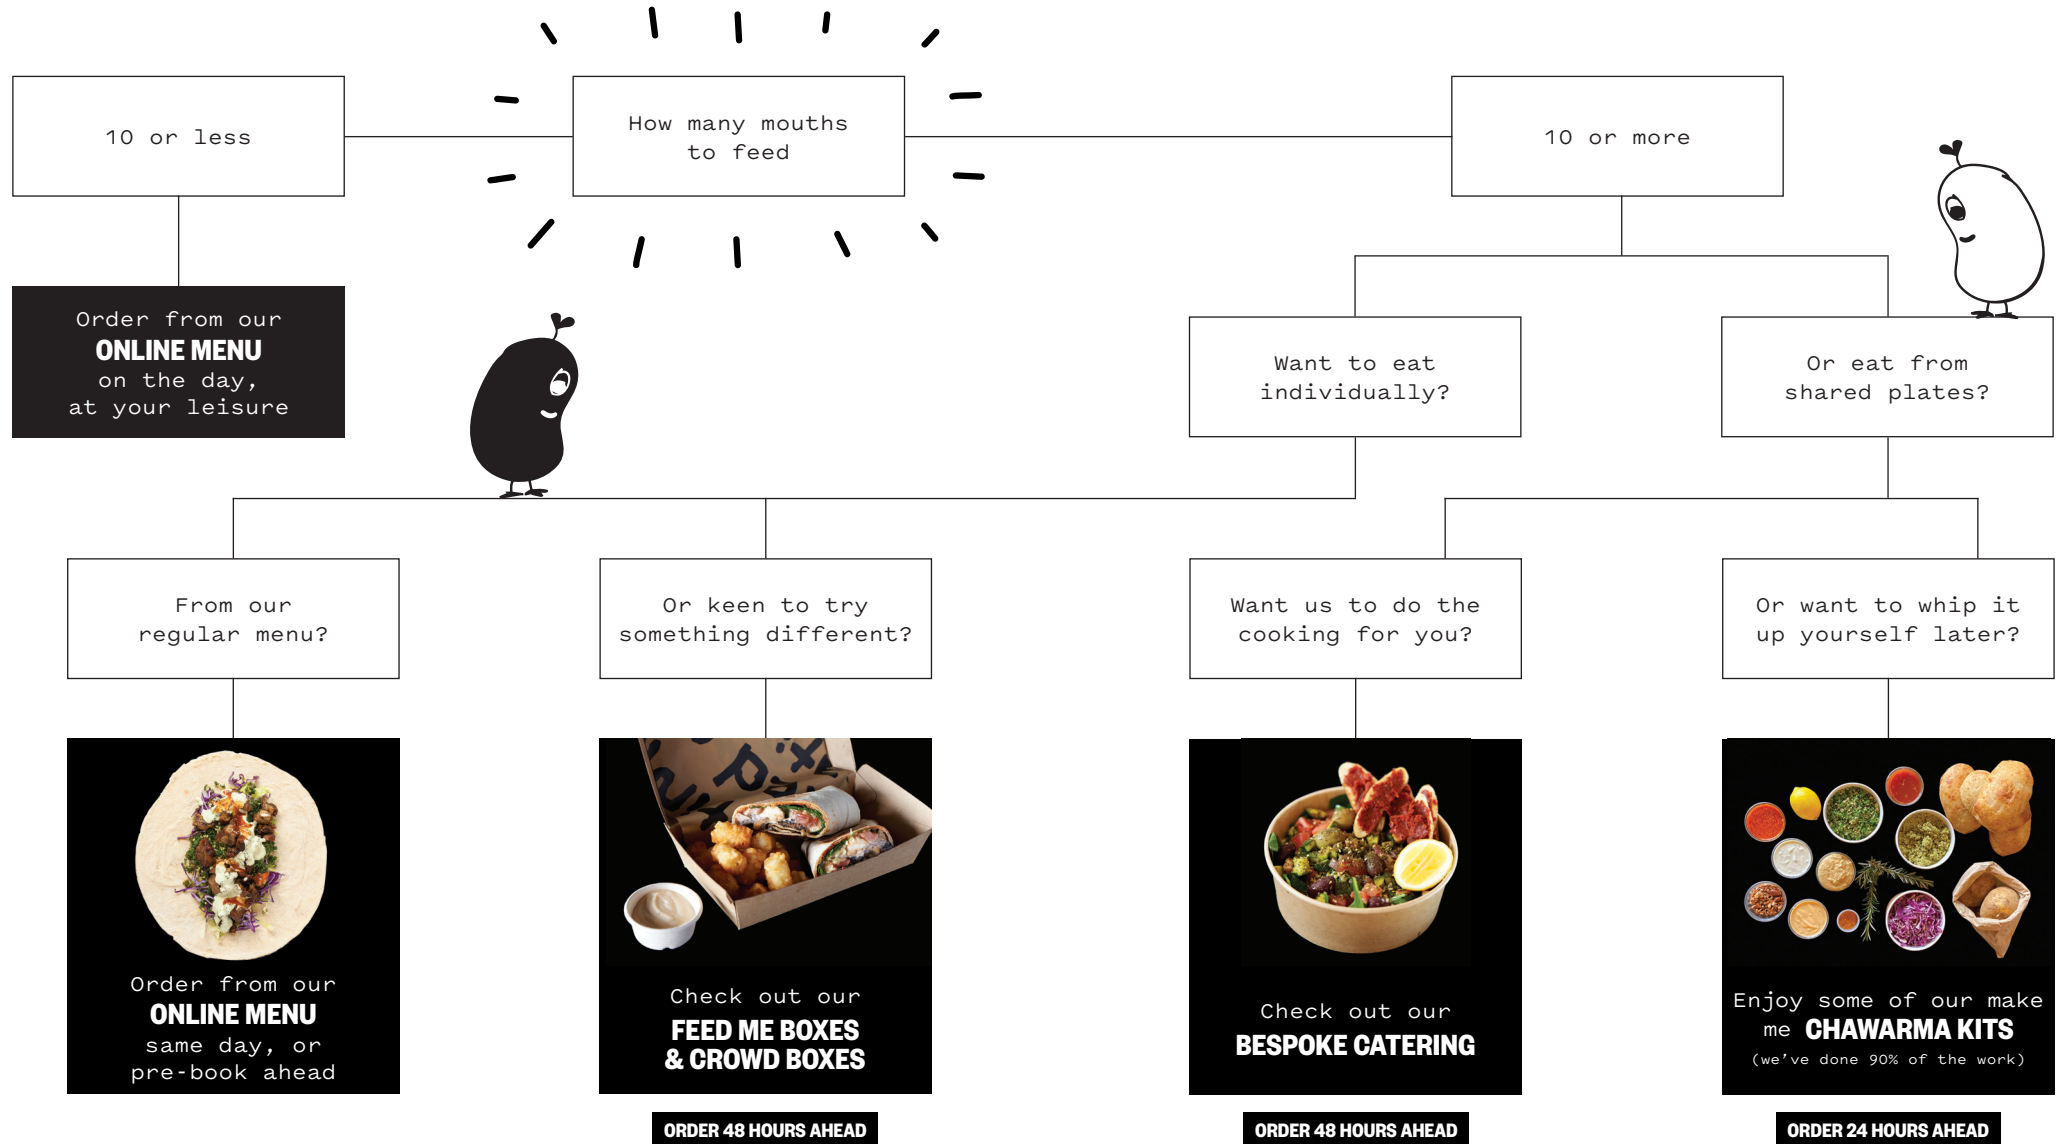 10 or less
How many mouths
to feed
10 or more
Order from our
ONLINE MENU
on the day,
at your leisure
Want to eat
individually?
Or eat from
shared plates?
From our
regular menu?
Or keen to try
something different?
Want us to do the
cooking for you?
Or want to whip it
up yourself later?
Order from our
ONLINE MENU
same day, or
pre-book ahead
Check out our
FEED ME BOXES
& CROWD BOXES
ORDER 48 HOURS AHEAD
Check out our
BESPOKE CATERING
ORDER 48 HOURS AHEAD
Enjoy some of our make
me CHAWARMA KITS
(we've done 90% of the work)
ORDER 24 HOURS AHEAD